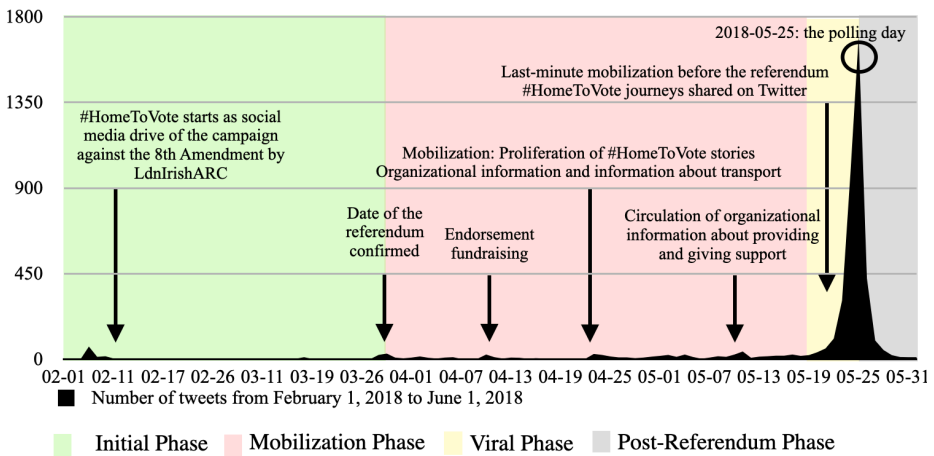 1800
2018-05-25: the polling day
Last-minute mobilization before the referendum
#HomeToVote journeys shared on Twitter
1350
#HomeToVote starts as social
media drive of the campaign
against the 8th Amendment by
LdnIrishARC
Mobilization: Proliferation of #HomeToVote stories
Organizational information and information about transport
900
Date of the
referendum
confirmed
Endorsement
fundraising
Circulation of organizational
information about providing
and giving support
450
0
02-01 02-11 02-17 02-26 03-11 03-19 03-26 04-01 04-07 04-13 04-19 04-25 05-01 05-07 05-13 05-19 05-25 05-31
Number of tweets from February 1, 2018 to June 1, 2018
Initial Phase Mobilization Phase Viral Phase Post-Referendum Phase